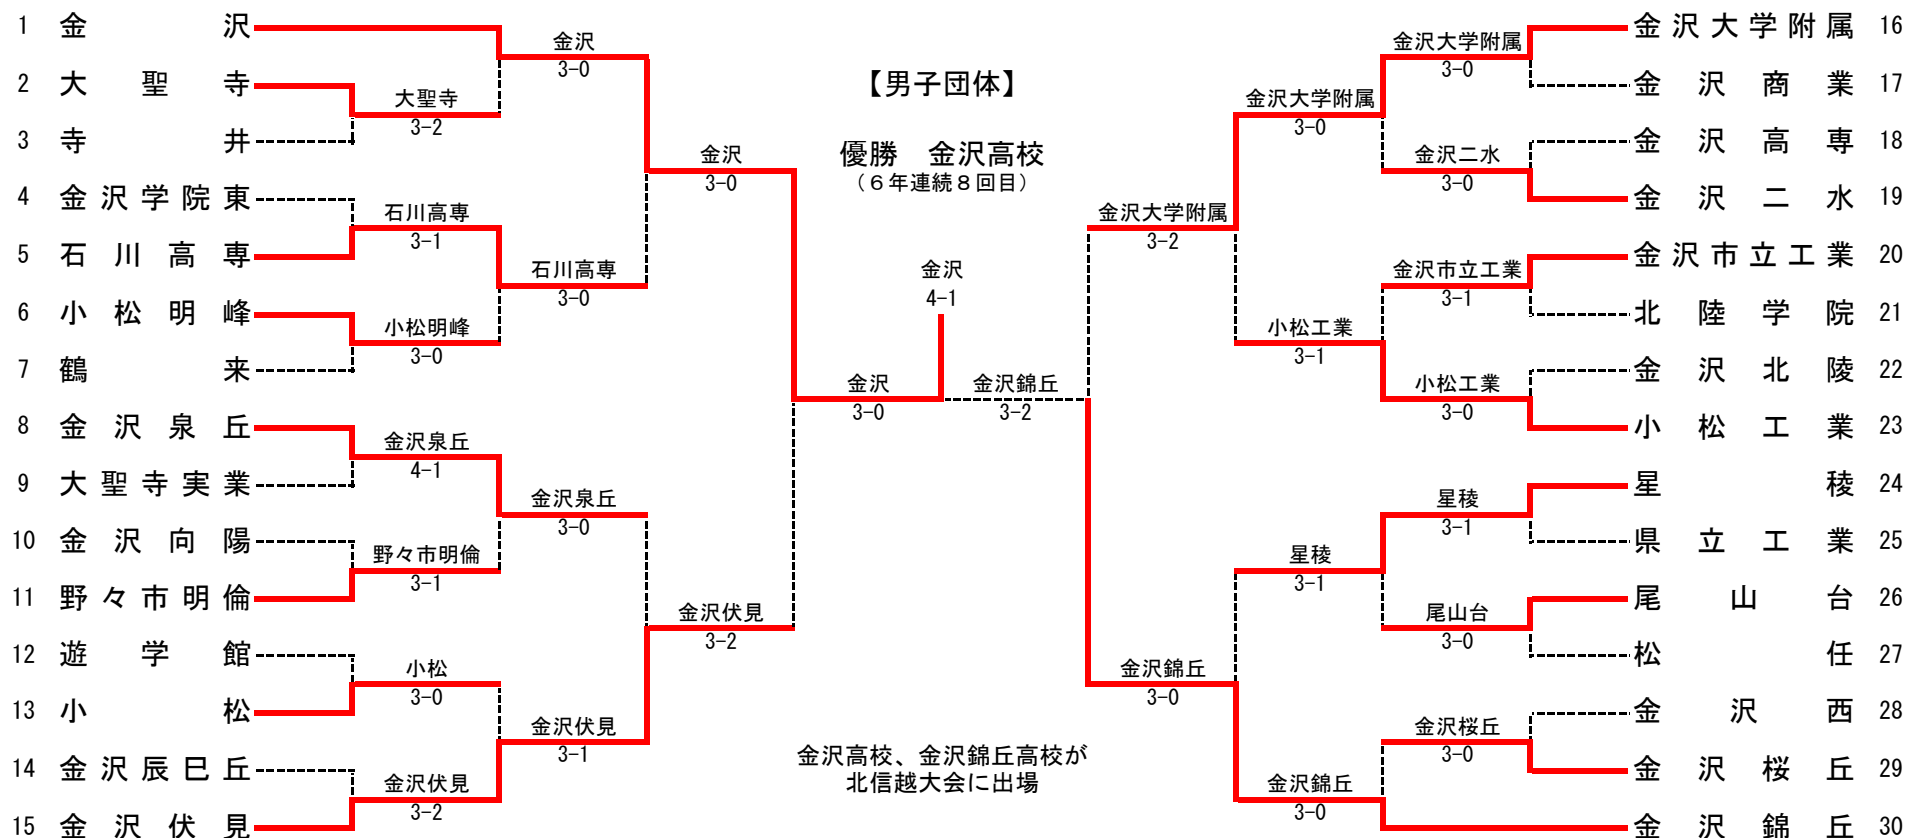 【男子団体】
優勝　金沢高校
（６年連続８回目）
1 金沢
2 大聖寺
3 寺井
4 金沢学院東
5 石川高専
6 小松明峰
7 鶴来
8 金沢泉丘
9 大聖寺実業
10 金沢向陽
11 野々市明倫
12 遊学館
13 小松
14 金沢辰巳丘
15 金沢伏見
大聖寺
3-2
石川高専
3-1
小松明峰
3-0
金沢泉丘
4-1
野々市明倫
3-1
小松
3-0
金沢伏見
3-2
金沢
3-0
石川高専
3-0
金沢泉丘
3-0
金沢伏見
3-1
金沢
3-0
金沢伏見
3-2
金沢
3-0
金沢
4-1
金沢錦丘
3-2
金沢大学附属
3-2
金沢錦丘
3-0
金沢大学附属
3-0
小松工業
3-1
星稜
3-1
金沢錦丘
3-0
金沢大学附属
3-0
金沢二水
3-0
金沢市立工業
3-1
小松工業
3-0
星稜
3-1
尾山台
3-0
金沢桜丘
3-0
金沢大学附属 16
金沢商業 17
金沢高専 18
金沢二水 19
金沢市立工業 20
北陸学院 21
金沢北陵 22
小松工業 23
星稜 24
県立工業 25
尾山台 26
松任 27
金沢西 28
金沢桜丘 29
金沢錦丘 30
金沢高校、金沢錦丘高校が
北信越大会に出場